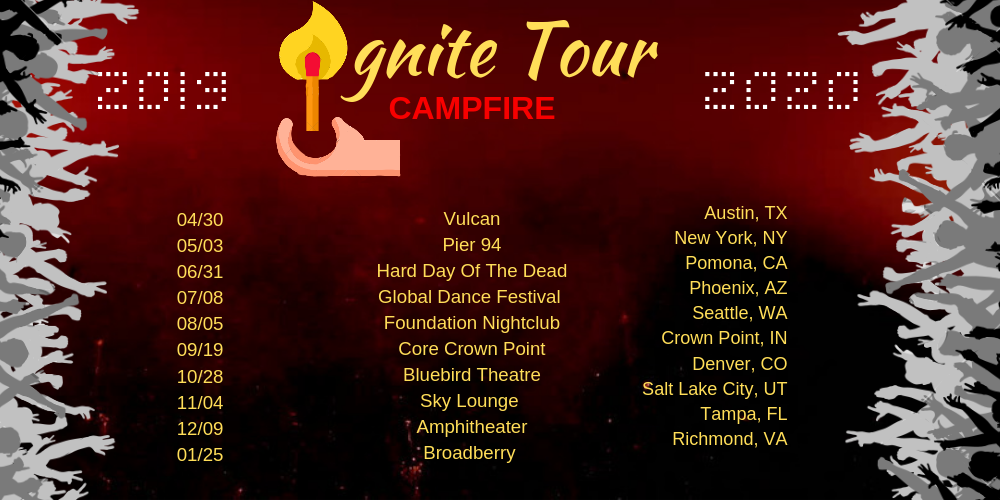 gnite Tour
2019
2020
CAMPFIRE
04/30 Vulcan Austin, TX
05/03 Pier 94 New York, NY
06/31 Hard Day Of The Dead Pomona, CA
07/08 Global Dance Festival Phoenix, AZ
08/05 Foundation Nightclub Seattle, WA
09/19 Core Crown Point Crown Point, IN
10/28 Bluebird Theatre Denver, CO
11/04 Sky Lounge Salt Lake City, UT
12/09 Amphitheater Tampa, FL
01/25 Broadberry Richmond, VA